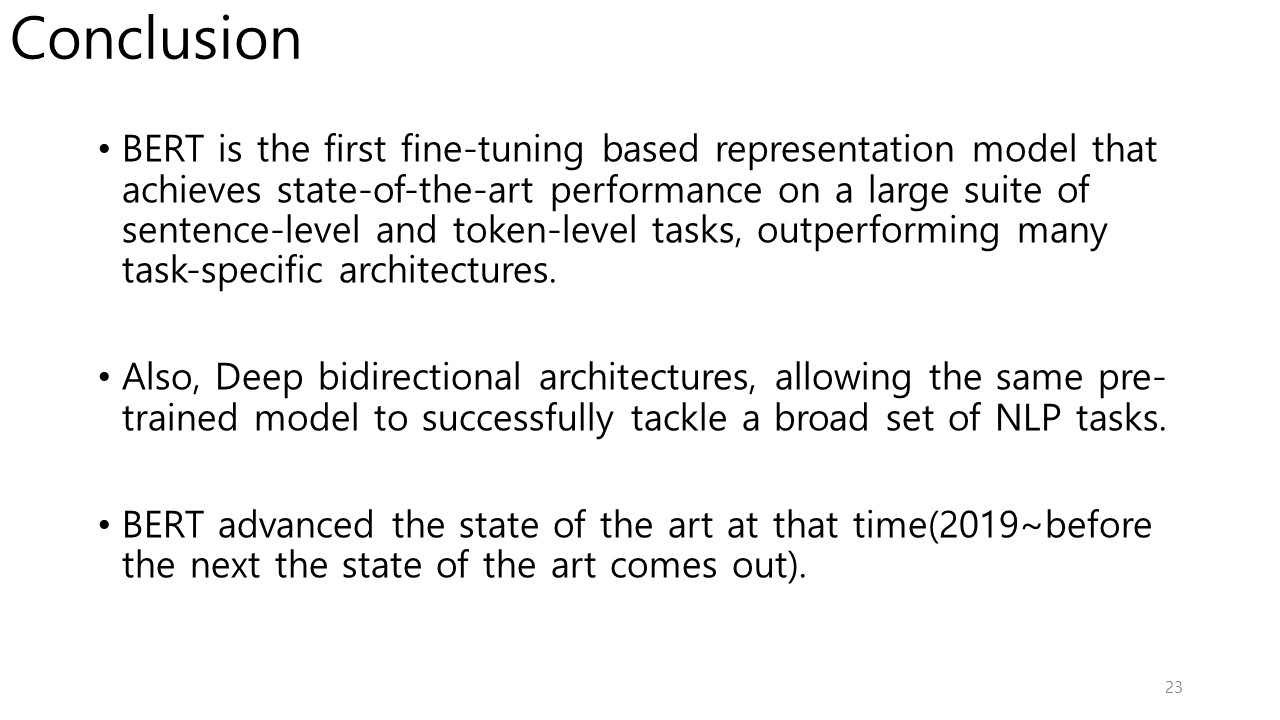 Conclusion
• BERT is the first fine-tuning based representation model that
achieves state-of-the-art performance on a large suite of
sentence-level and token-level tasks, outperforming many
task-specific architectures.
• Also, Deep bidirectional architectures, allowing the same pre-
trained model to successfully tackle a broad set of NLP tasks.
• BERT advanced the state of the art at that time(2019~before
the next the state of the art comes out).
23